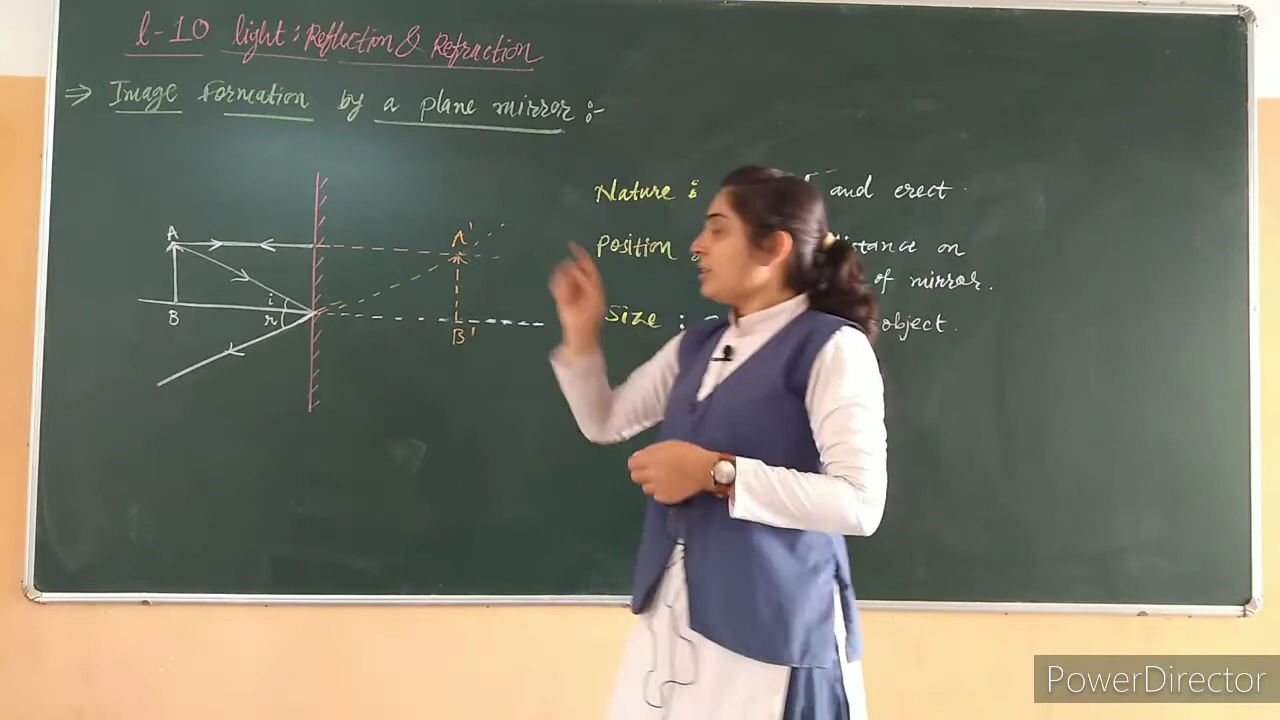 l-10 light: Reflection & Refraction
⇒ Image formation by a plane mirror :-
A
B
i
r
A'
B'
Nature : and erect.
Position distance on
of mirror.
Size : object.
PowerDirector